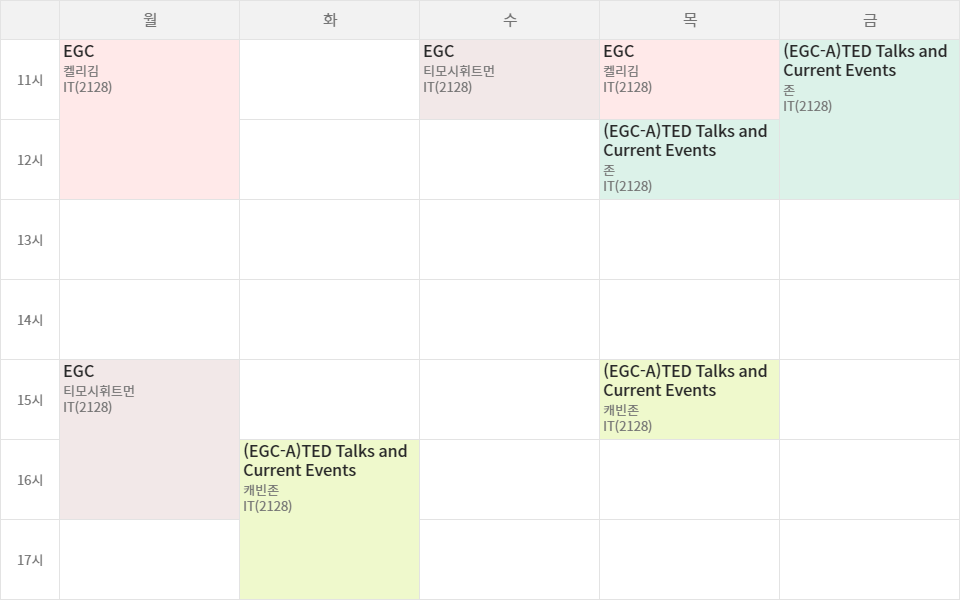 월 화 수 목 금
11시
EGC
켈리김
IT(2128)
EGC
티모시휘트먼
IT(2128)
EGC
켈리김
IT(2128)
(EGC-A)TED Talks and
Current Events
존
IT(2128)
12시
(EGC-A)TED Talks and
Current Events
존
IT(2128)
13시
14시
15시
EGC
티모시휘트먼
IT(2128)
(EGC-A)TED Talks and
Current Events
캐빈존
IT(2128)
16시
(EGC-A)TED Talks and
Current Events
캐빈존
IT(2128)
17시